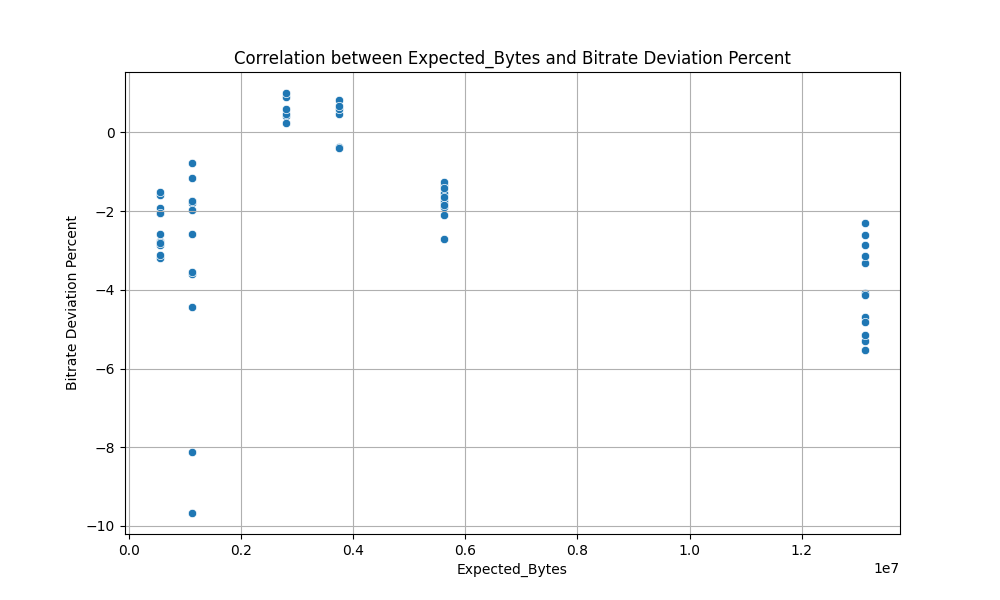 Correlation between Expected_Bytes and Bitrate Deviation Percent
Bitrate Deviation Percent
0
−2
−4
−6
−8
−10
0.0 0.2 0.4 0.6 0.8 1.0 1.2
1e7
Expected_Bytes